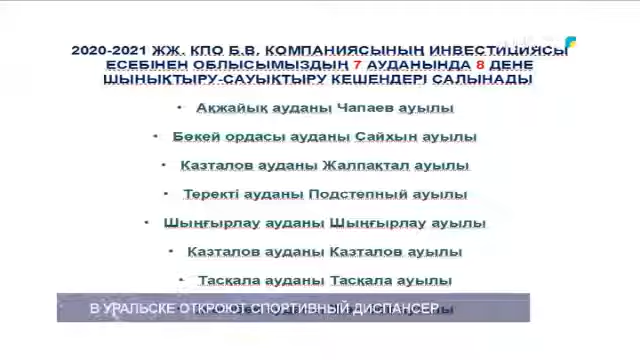 2020-2021 ЖЖ. КПО Б.В. КОМПАНИЯСЫНЫҢ ИНВЕСТИЦИЯСЫ
ЕСЕБІНЕН ОБЛЫСЫМЫЗДЫҢ 7 АУДАНЫНДА 8 ДЕНЕ
ШЫНЫҚТЫРУ-САУЫҚТЫРУ КЕШЕНДЕРІ САЛЫНАДЫ
• Ақжайық ауданы Чапаев ауылы
• Бөкей ордасы ауданы Сайхын ауылы
• Казталов ауданы Жалпақтал ауылы
• Теректі ауданы Подстепный ауылы
• Шыңғырлау ауданы Шыңғырлау ауылы
• Казталов ауданы Казталов ауылы
• Тасқала ауданы Тасқала ауылы
В УРАЛЬСКЕ ОТКРОЮТ СПОРТИВНЫЙ ДИСПАНСЕР